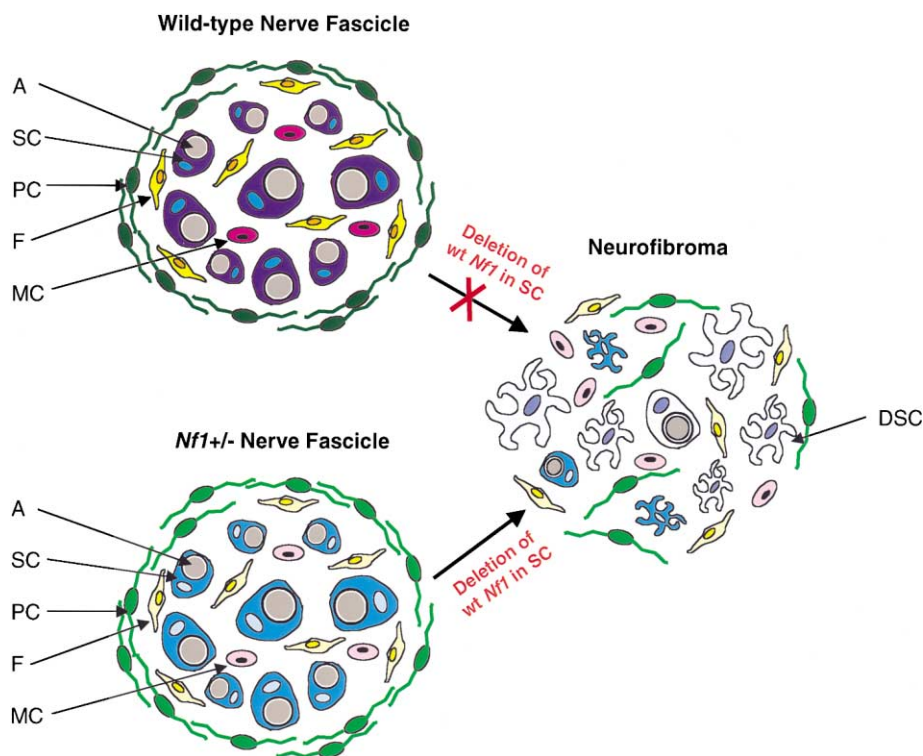 Wild-type Nerve Fascicle
A
SC
PC
F
MC
Deletion of
wt Nf1 in SC
Neurofibroma
DSC
Nf1+/- Nerve Fascicle
A
SC
PC
F
MC
Deletion of
wt Nf1 in SC